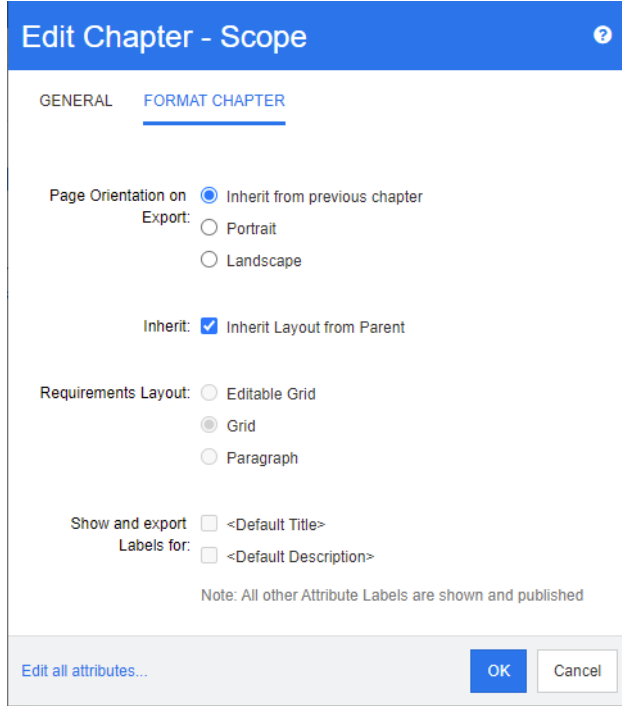 Edit Chapter - Scope
GENERAL FORMAT CHAPTER
Page Orientation on
Export:
Inherit from previous chapter
Portrait
Landscape
Inherit: Inherit Layout from Parent
Requirements Layout: Editable Grid
Grid
Paragraph
Show and export
Labels for:
<Default Title>
<Default Description>
Note: All other Attribute Labels are shown and published
Edit all attributes... OK Cancel